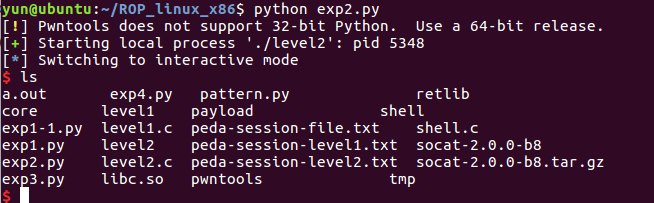 yun@ubuntu:~/ROP_linux_x86$ python exp2.py
[!] Pwntools does not support 32-bit Python.  Use a 64-bit release.
[+] Starting local process './level2': pid 5348
[*] Switching to interactive mode
$ ls
a.out       exp4.py   pattern.py              retlib
core        level1    payload                 shell
exp1-1.py  level1.c  peda-session-file.txt    shell.c
exp1.py    level2    peda-session-level1.txt  socat-2.0.0-b8
exp2.py    level2.c  peda-session-level2.txt  socat-2.0.0-b8.tar.gz
exp3.py    libc.so   pwntools                 tmp
$